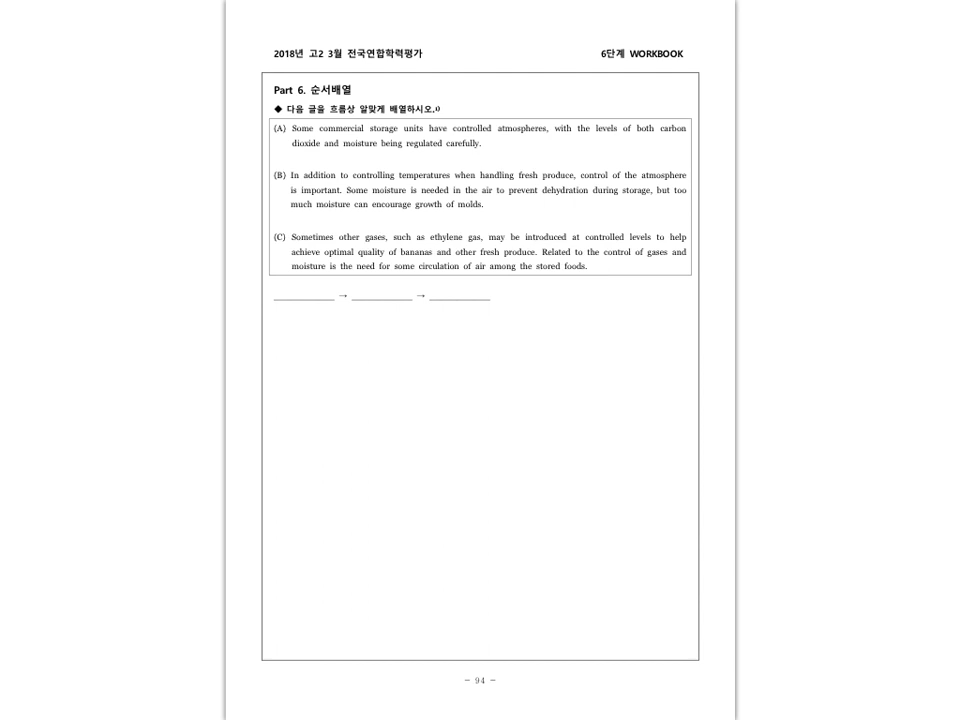 2018년 고2 3월 전국연합학력평가 6단계 WORKBOOK
Part 6. 순서배열
◆ 다음 글을 흐름상 알맞게 배열하시오.1)
(A) Some commercial storage units have controlled atmospheres, with the levels of both carbon
dioxide and moisture being regulated carefully.
(B) In addition to controlling temperatures when handling fresh produce, control of the atmosphere
is important. Some moisture is needed in the air to prevent dehydration during storage, but too
much moisture can encourage growth of molds.
(C) Sometimes other gases, such as ethylene gas, may be introduced at controlled levels to help
achieve optimal quality of bananas and other fresh produce. Related to the control of gases and
moisture is the need for some circulation of air among the stored foods.
____________ → ____________ → ____________
- 94 -